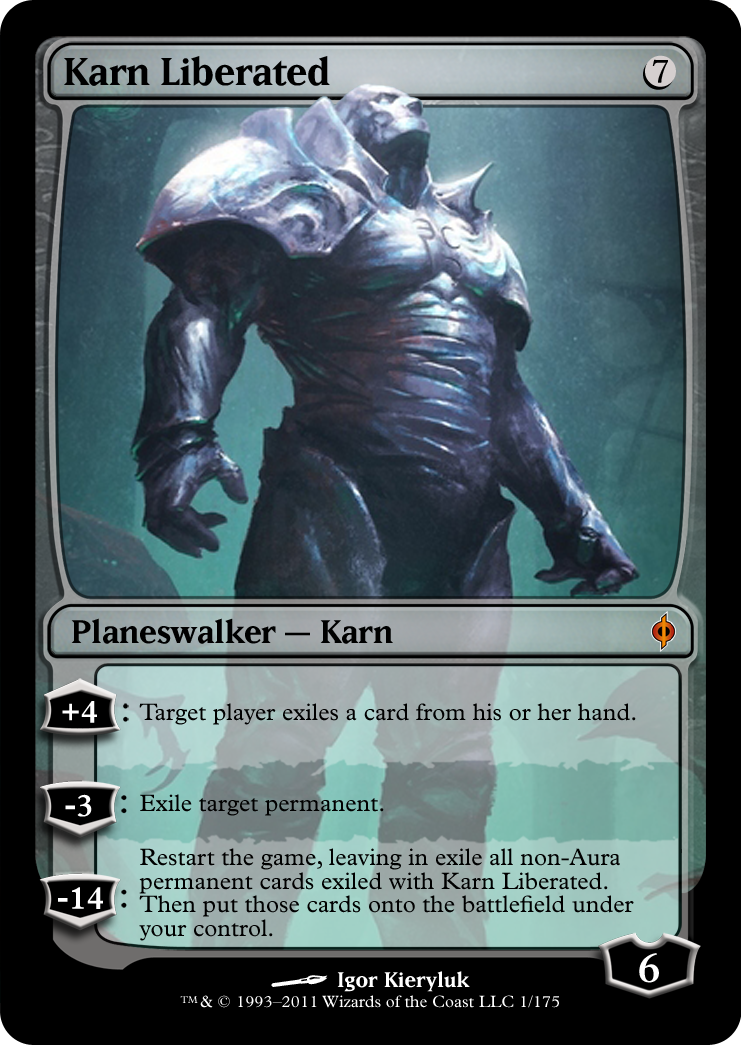 Karn Liberated 7
Planeswalker — Karn
+4 : Target player exiles a card from his or her hand.
-3 : Exile target permanent.
Restart the game, leaving in exile all non-Aura
permanent cards exiled with Karn Liberated.
-14 : Then put those cards onto the battlefield under
your control.
6
Igor Kieryluk
™ & © 1993–2011 Wizards of the Coast LLC 1/175